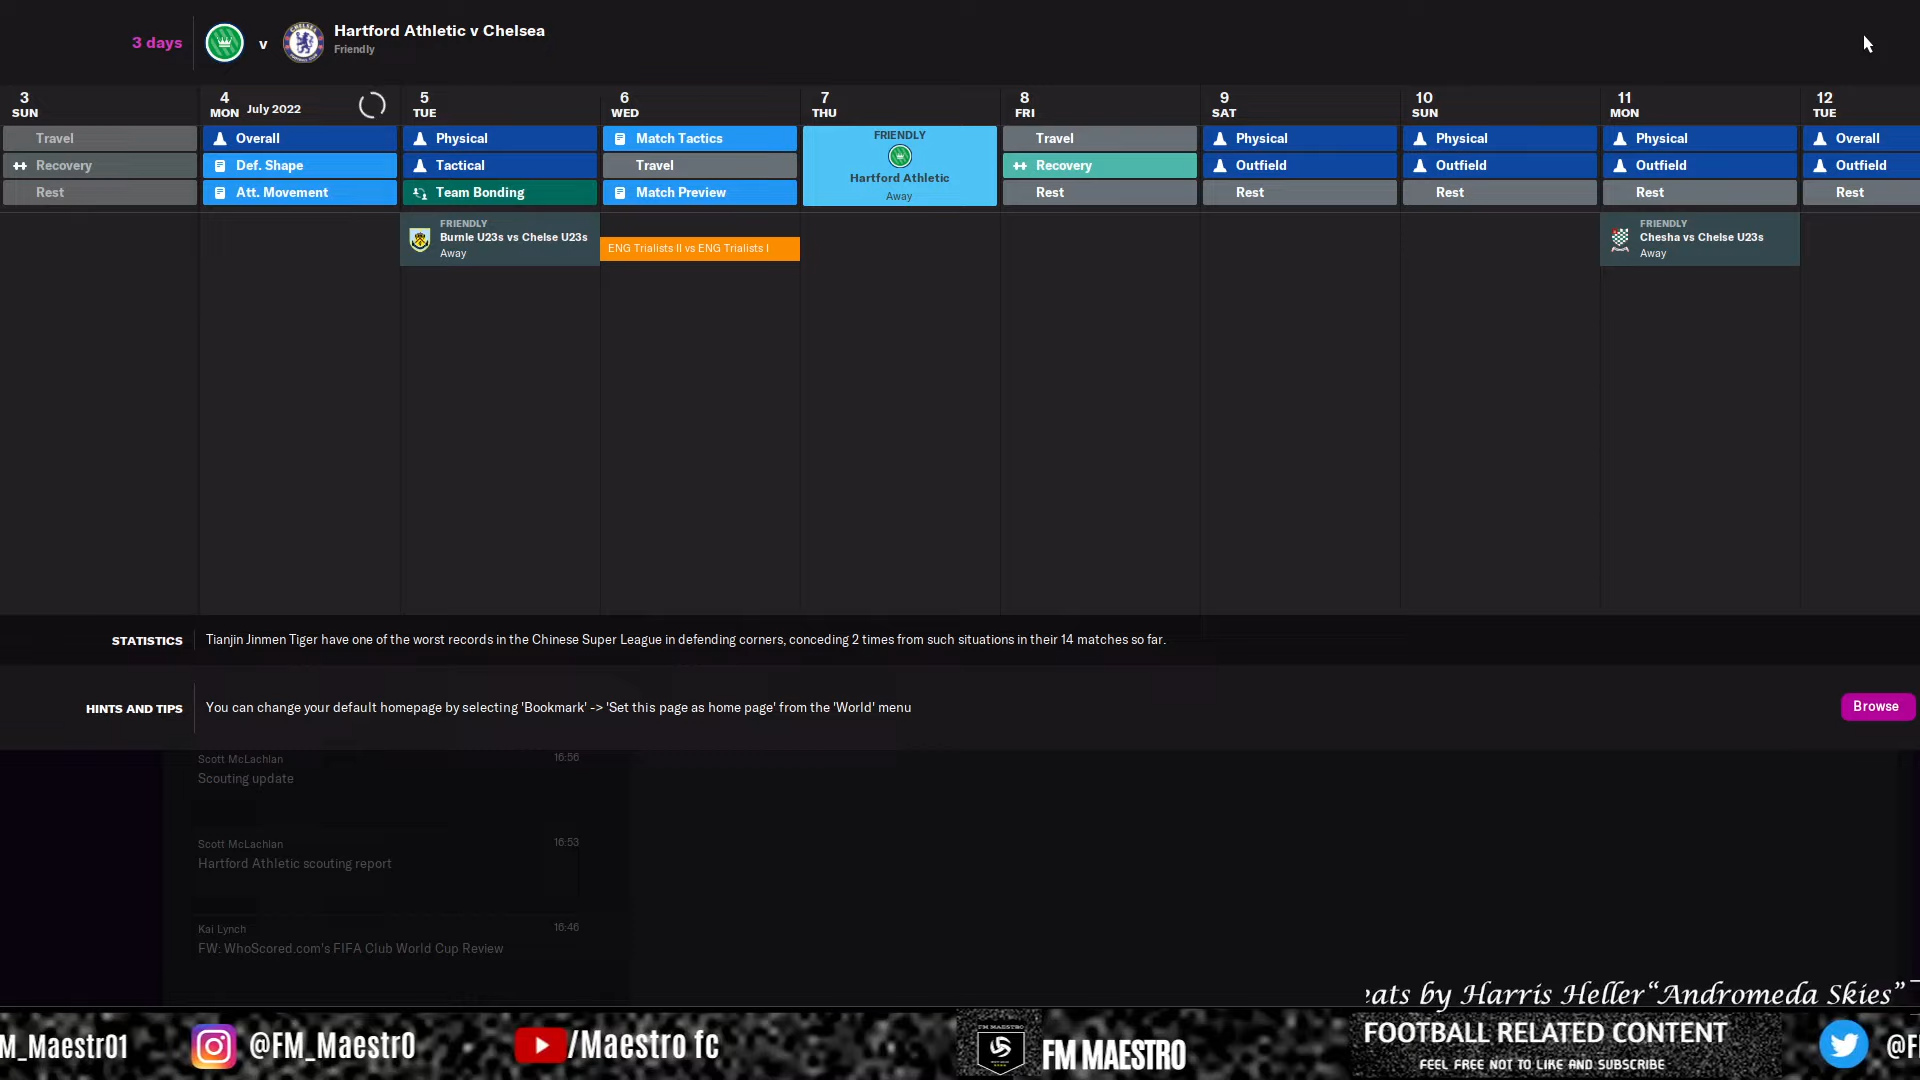 3 days
v
Hartford Athletic v Chelsea
Friendly
3
SUN
4
MON July 2022
5
TUE
6
WED
7
THU
8
FRI
9
SAT
10
SUN
11
MON
12
TUE
Travel
Recovery
Rest
Overall
Def. Shape
Att. Movement
Physical
Tactical
Team Bonding
Match Tactics
Travel
Match Preview
FRIENDLY
Hartford Athletic
Away
Travel
Recovery
Rest
Physical
Outfield
Rest
Physical
Outfield
Rest
Physical
Outfield
Rest
Overall
Outfield
Rest
FRIENDLY
Burnle U23s vs Chelse U23s
Away
ENG Trialists II vs ENG Trialists I
FRIENDLY
Chesha vs Chelse U23s
Away
STATISTICS
Tianjin Jinmen Tiger have one of the worst records in the Chinese Super League in defending corners, conceding 2 times from such situations in their 14 matches so far.
HINTS AND TIPS
You can change your default homepage by selecting 'Bookmark' -> 'Set this page as home page' from the 'World' menu
Browse
Scott McLachlan 16:56
Scouting update
Scott McLachlan 16:53
Hartford Athletic scouting report
Kai Lynch 16:46
FW: WhoScored.com's FIFA Club World Cup Review
eats by Harris Heller “Andromeda Skies”
M_Maestr01
@FM_Maestr0
/Maestro fc
FM MAESTRO
FM MAESTRO
FOOTBALL RELATED CONTENT
FEEL FREE NOT TO LIKE AND SUBSCRIBE